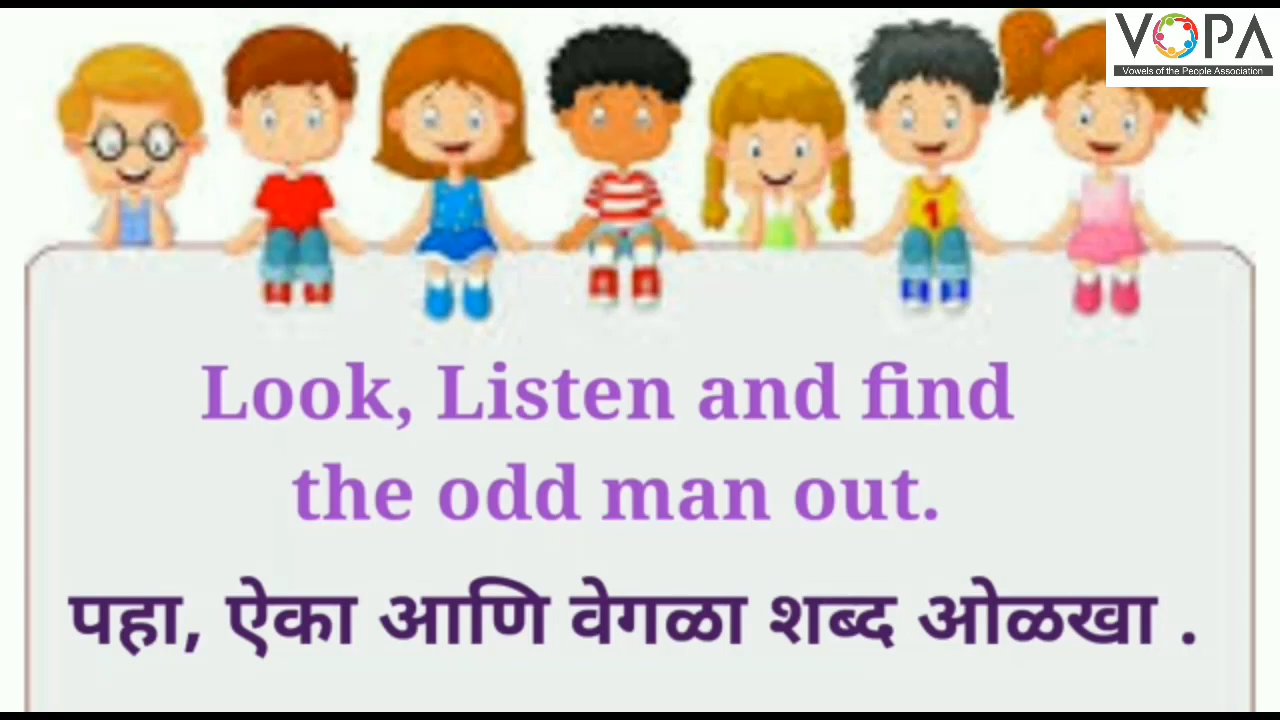 VOPA
Vowels of the People Association
1
Look, Listen and find
the odd man out.
पहा, ऐका आणि वेगळा शब्द ओळखा .